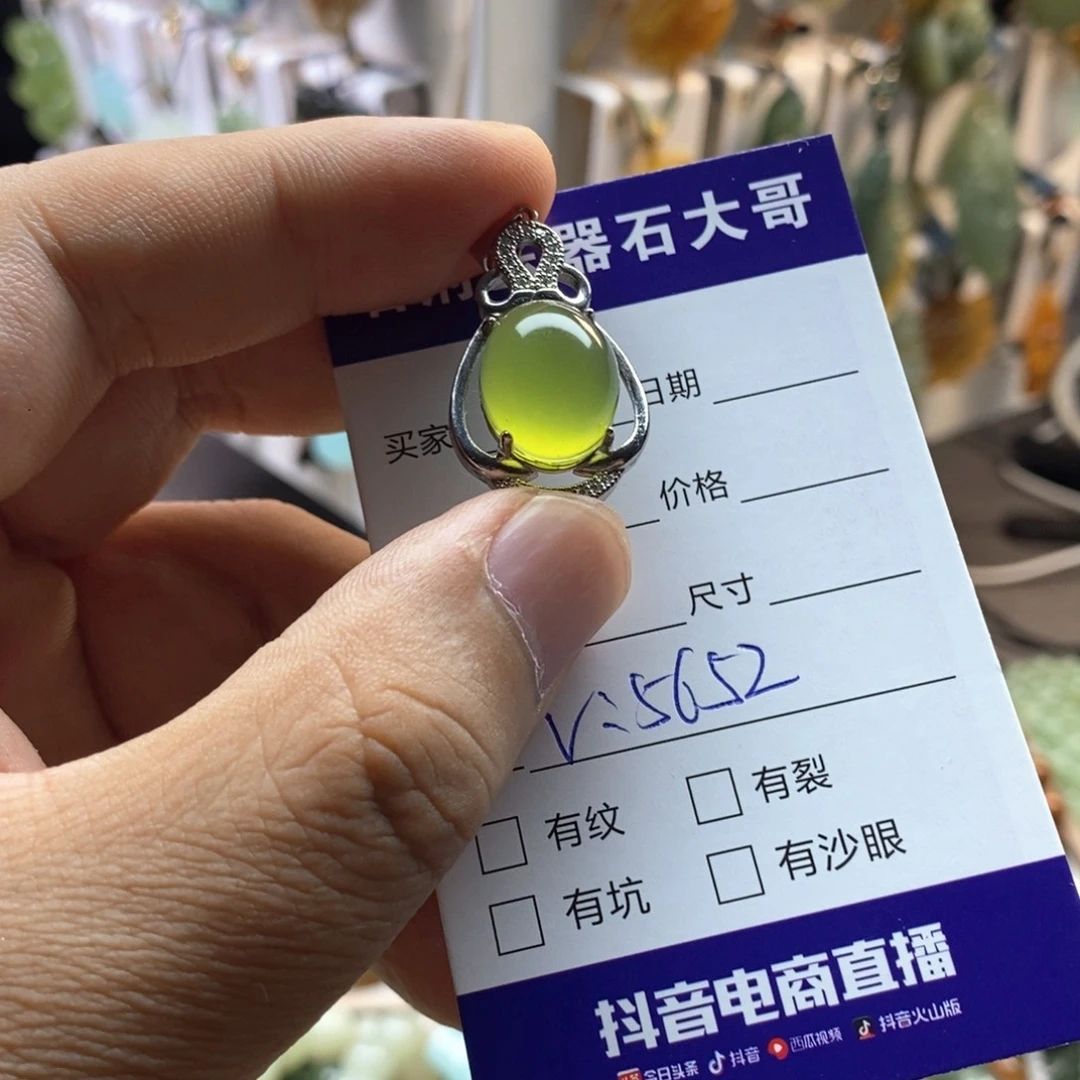 器石大哥
买家
日期
价格
尺寸
V:5652
有纹 有裂
有坑 有沙眼
抖音电商直播
今日头条 抖音 西瓜视频 抖音火山版